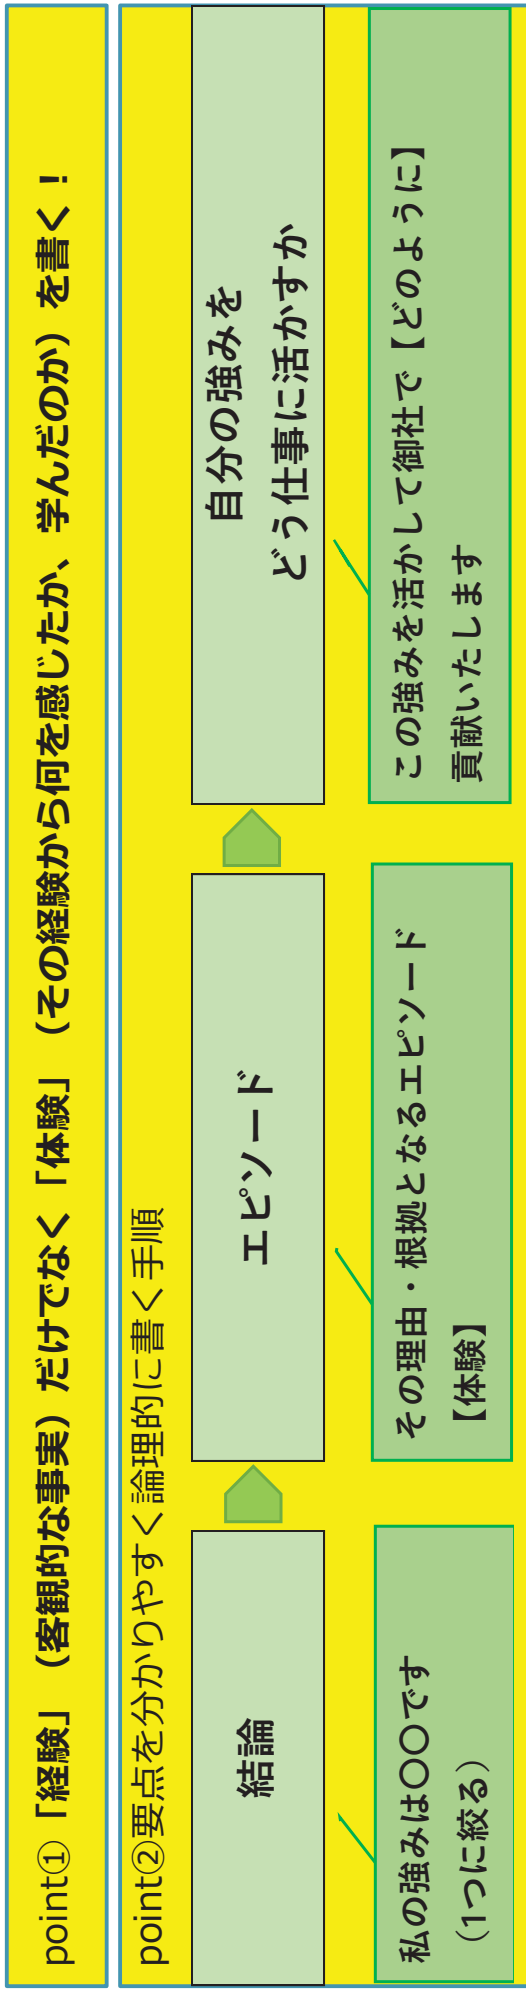 point①「経験」（客観的な事実）だけでなく「体験」（その経験から何を感じたか、学んだのか）を書く！
point②要点を分かりやすく論理的に書く手順
結論
エピソード
自分の強みを
どう仕事に活かすか
私の強みは〇〇です
（1つに絞る）
その理由・根拠となるエピソード
【体験】
この強みを活かして御社で【どのように】
貢献いたします